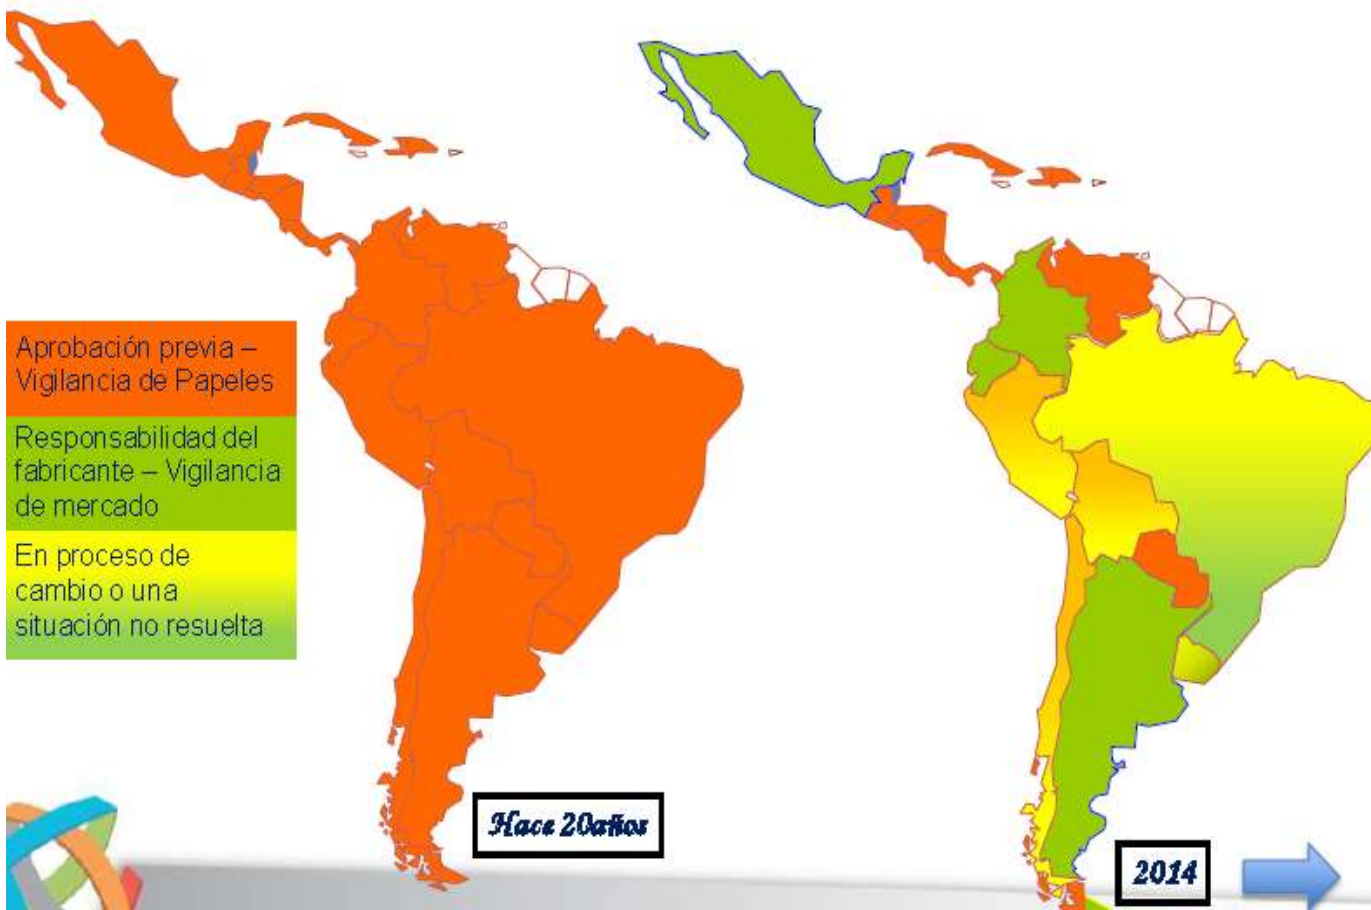 Aprobación previa –
Vigilancia de Papeles
Responsabilidad del
fabricante – Vigilancia
de mercado
En proceso de
cambio o una
situación no resuelta
Hace 20años
2014